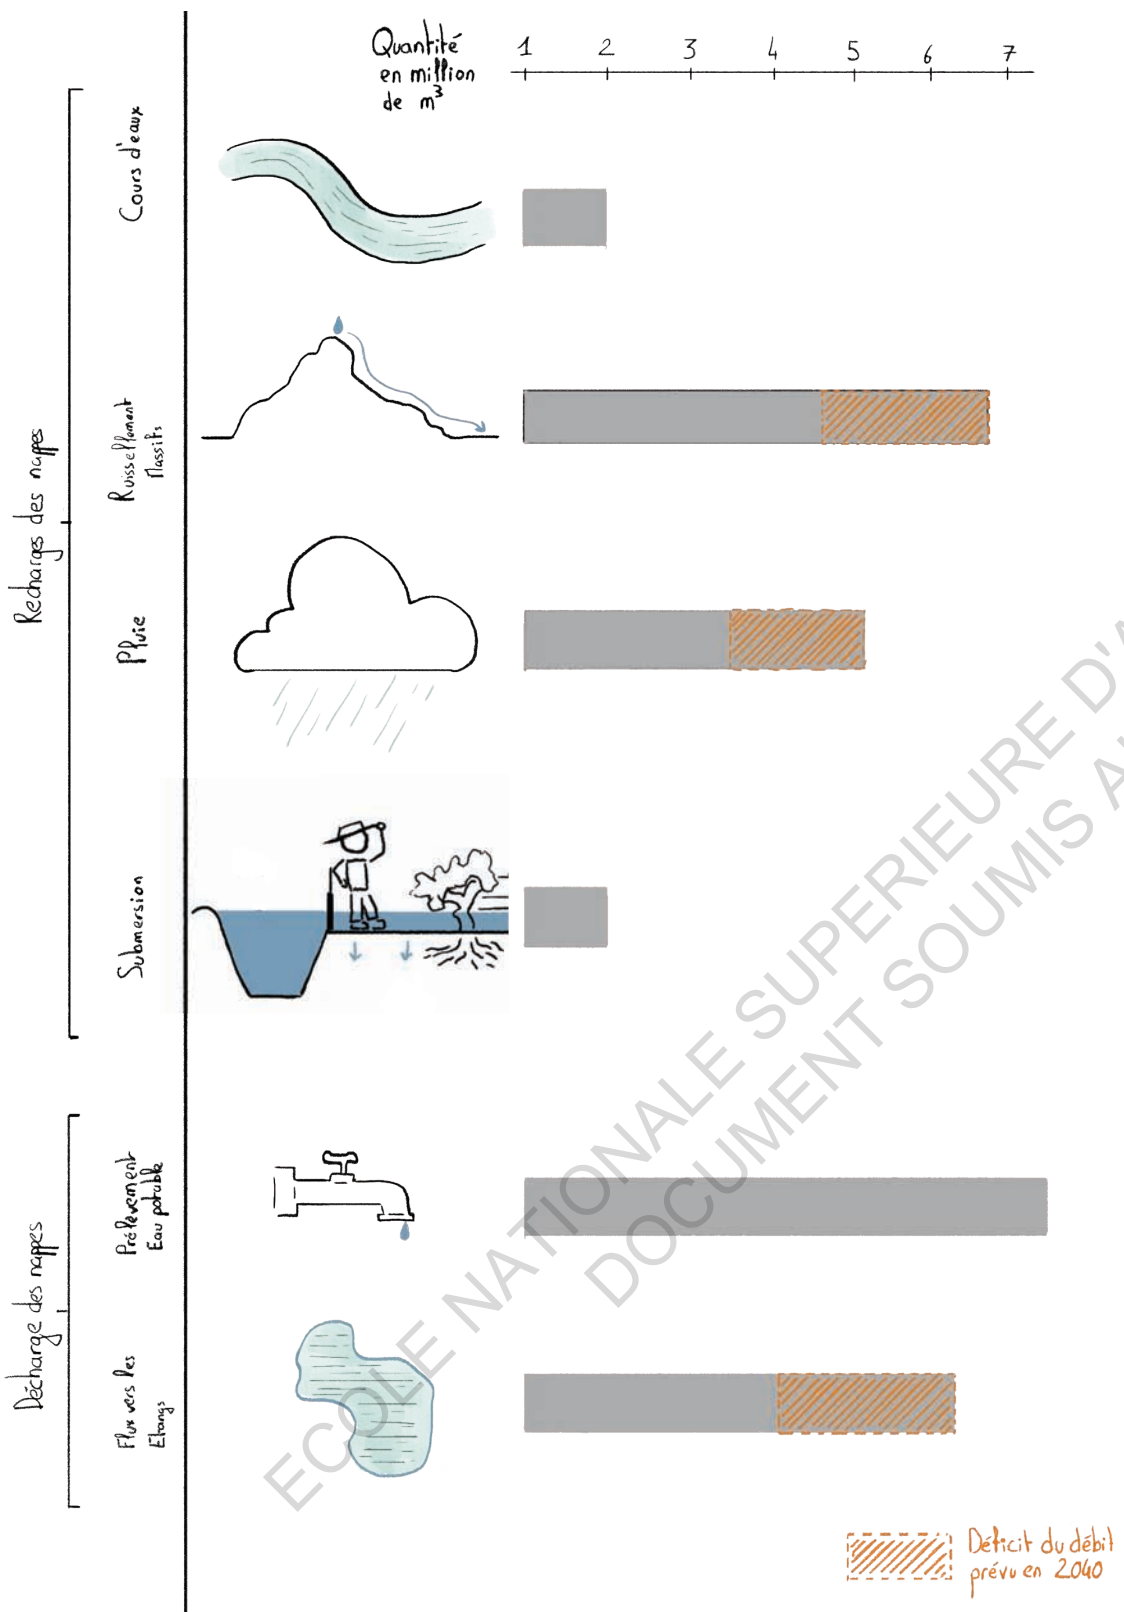 Quantité
en million
de m³
1 2 3 4 5 6 7
Recharges des nappes
Cours d'eaux
Ruissellement
Massifs
Pluie
Submersion
Décharge des nappes
Prélèvement
Eau potable
Flux vers les
Etangs
Déficit du débit
prévu en 2040
ECOLE NATIONALE SUPERIEURE D'A
DOCUMENT SOUMIS A